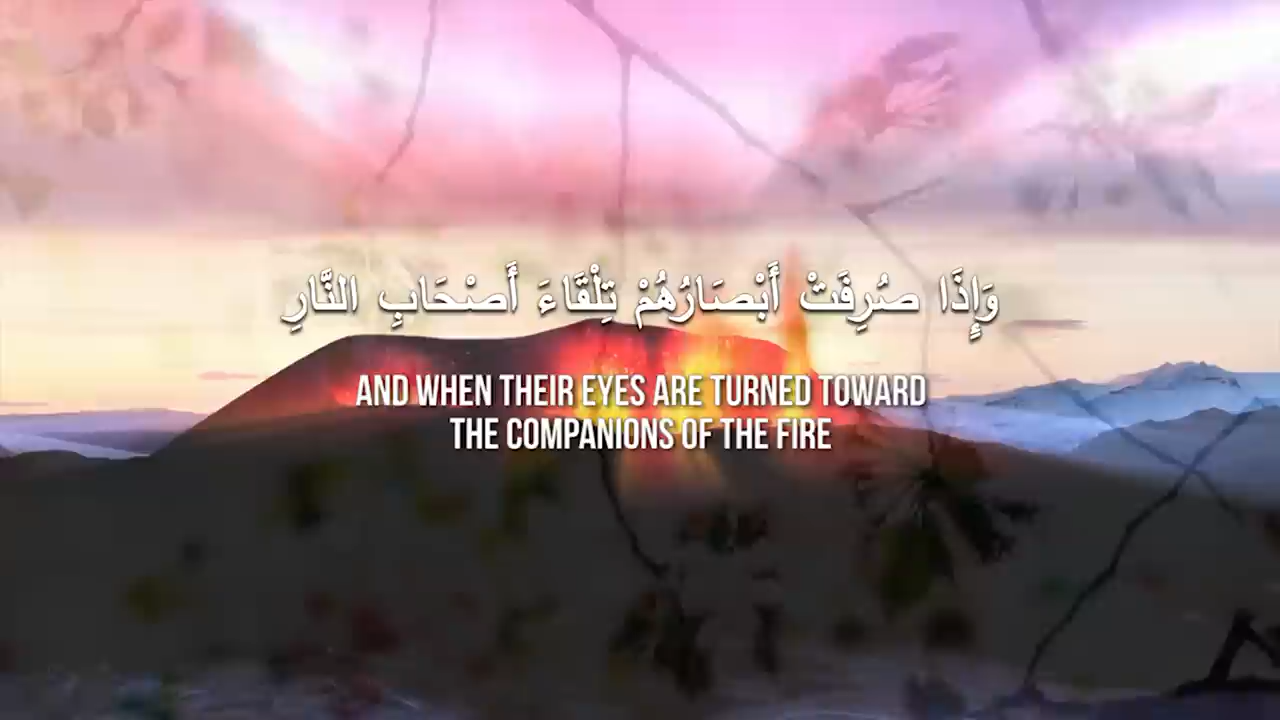 وَإِذَا صُرِفَتْ أَبْصَارُهُمْ تِلْقَاءَ أَصْحَابِ النَّارِ
AND WHEN THEIR EYES ARE TURNED TOWARD
THE COMPANIONS OF THE FIRE